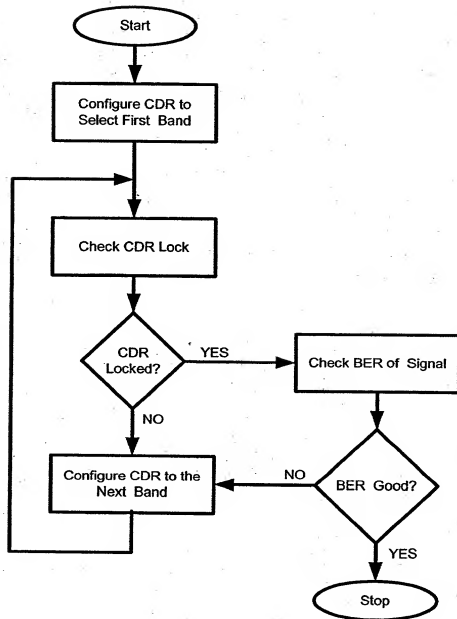 Start
Configure CDR to
Select First Band
Check CDR Lock
CDR
Locked?
YES
Check BER of Signal
NO
Configure CDR to the
Next Band
NO
BER Good?
YES
Stop